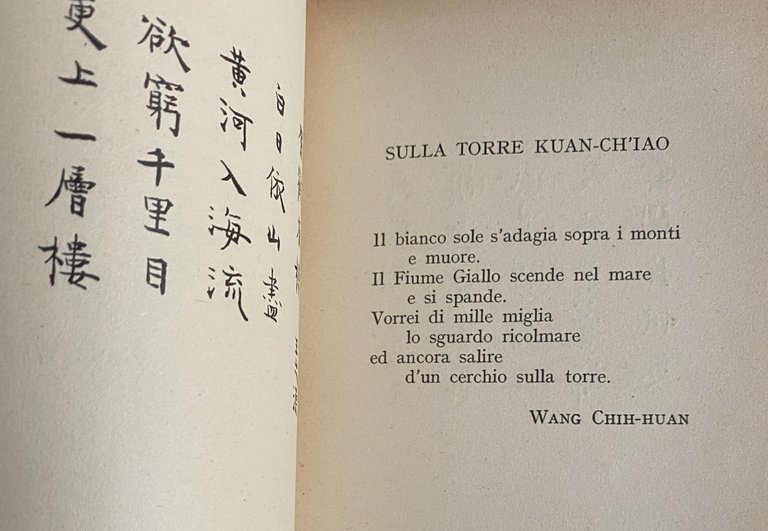 白日依山盡
黄河入海流
欲窮千里目
更上一層樓
SULLA TORRE KUAN-CH'IAO
Il bianco sole s'adagia sopra i monti
e muore.
Il Fiume Giallo scende nel mare
e si spande.
Vorrei di mille miglia
lo sguardo ricolmare
ed ancora salire
d'un cerchio sulla torre.
WANG CHIH-HUAN